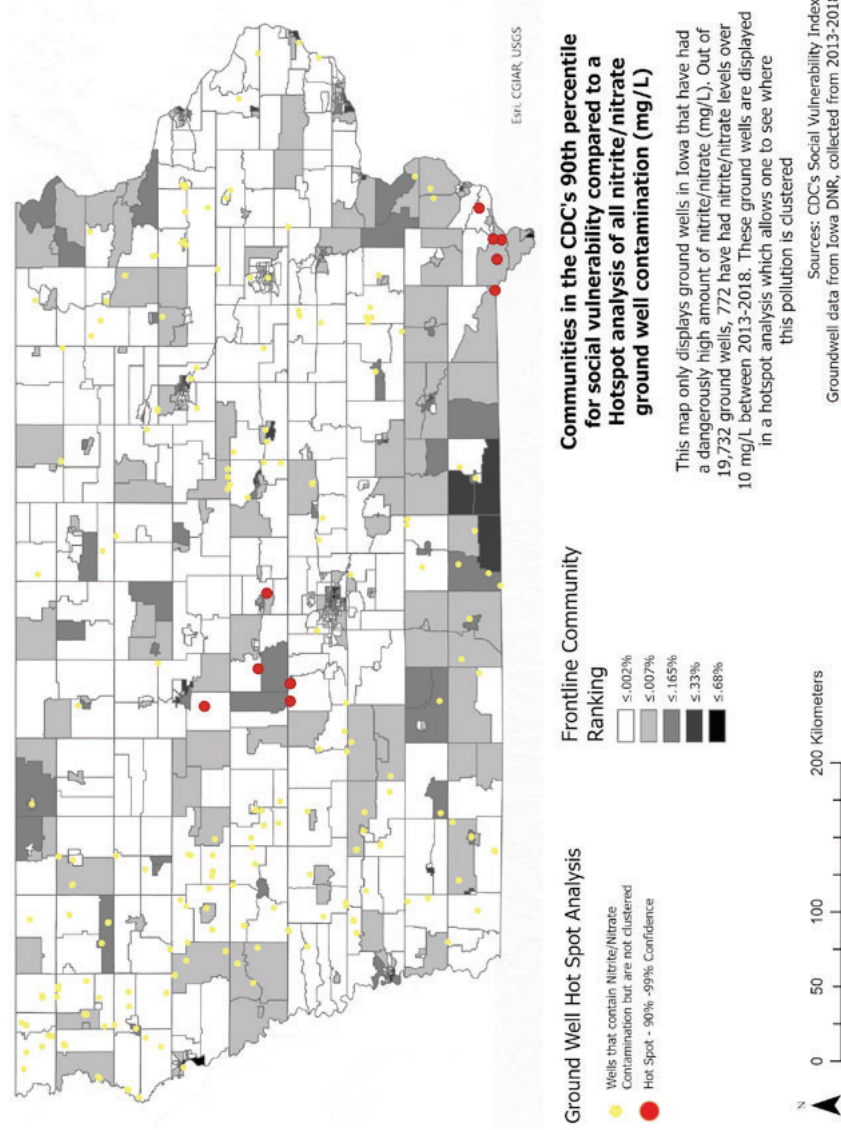 Esri, CGIAR, USGS
Ground Well Hot Spot Analysis
Wells that contain Nitrite/Nitrate
Contamination but are not clustered
Hot Spot - 90% -99% Confidence
Frontline Community
Ranking
≤.002%
≤.007%
≤.165%
≤.33%
≤.68%
Communities in the CDC's 90th percentile
for social vulnerability compared to a
Hotspot analysis of all nitrite/nitrate
ground well contamination (mg/L)
This map only displays ground wells in Iowa that have had
a dangerously high amount of nitrite/nitrate (mg/L). Out of
19,732 ground wells, 772 have had nitrite/nitrate levels over
10 mg/L between 2013-2018. These ground wells are displayed
in a hotspot analysis which allows one to see where
this pollution is clustered
Sources: CDC's Social Vulnerability Index
Groundwell data from Iowa DNR, collected from 2013-2018
N
0 50 100 200 Kilometers